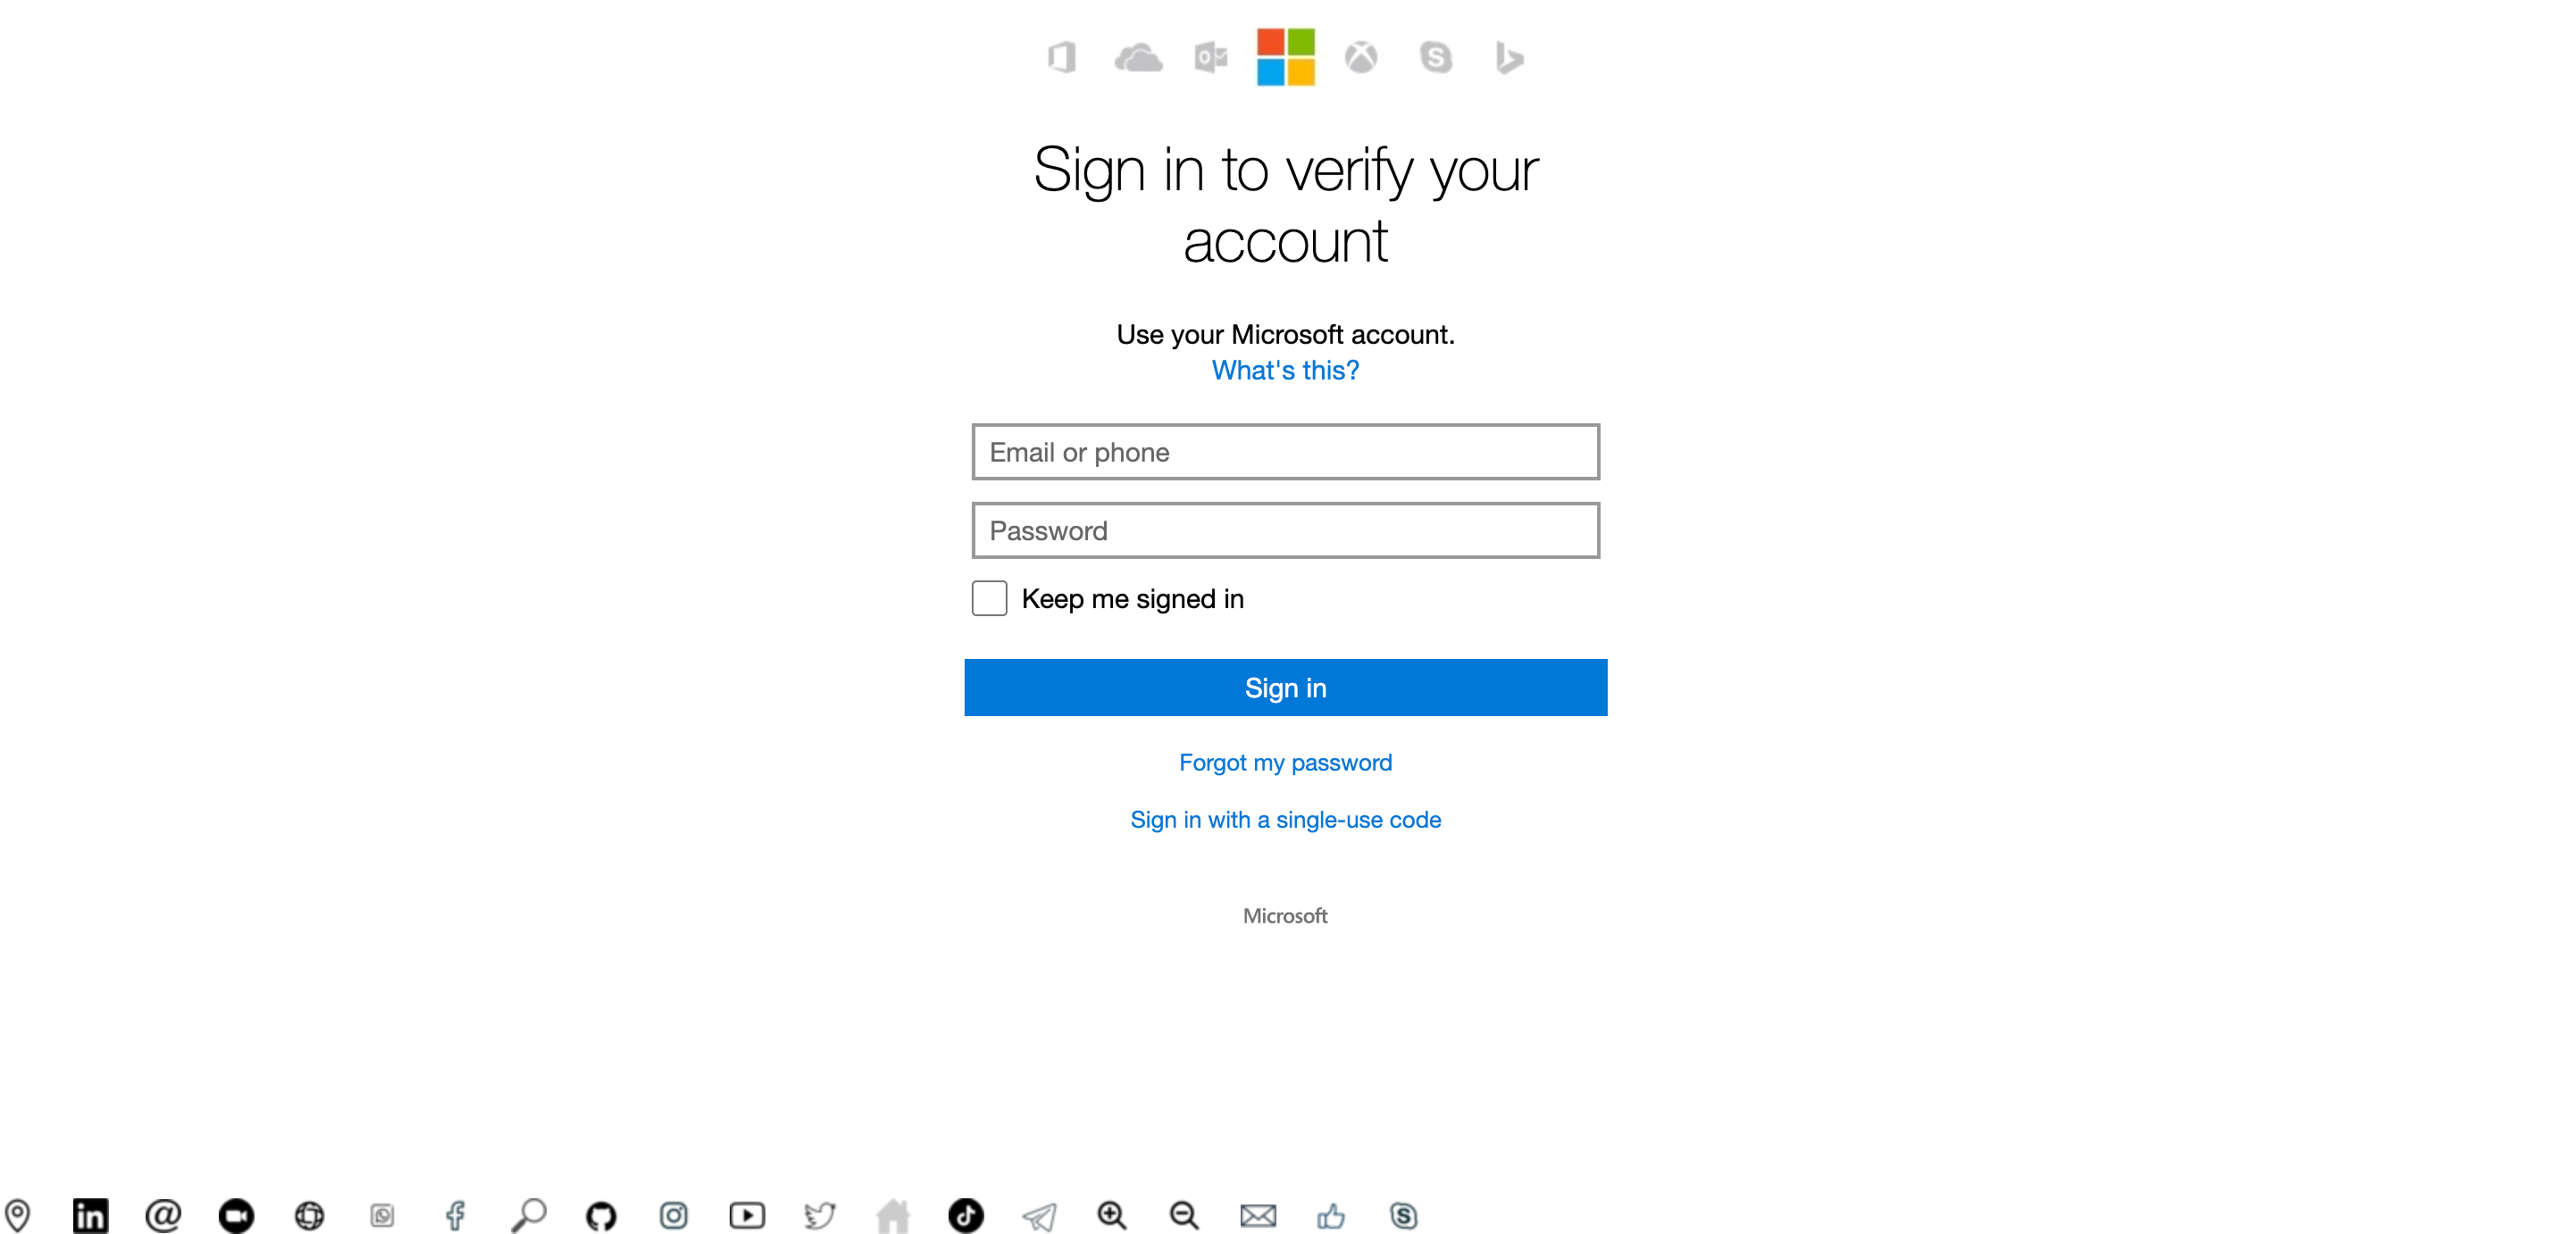 Sign in to verify your
account
Use your Microsoft account.
What's this?
Email or phone
Password
Keep me signed in
Sign in
Forgot my password
Sign in with a single-use code
Microsoft